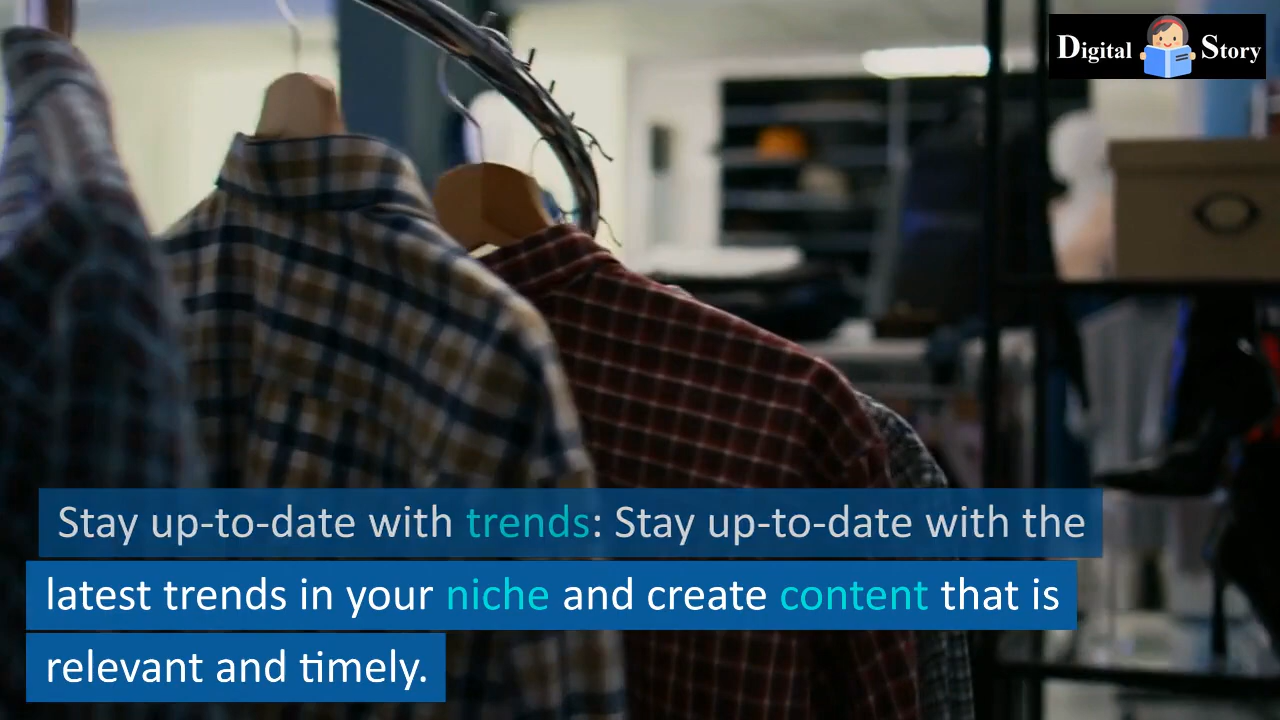 Digital Story
Stay up-to-date with trends: Stay up-to-date with the
latest trends in your niche and create content that is
relevant and timely.